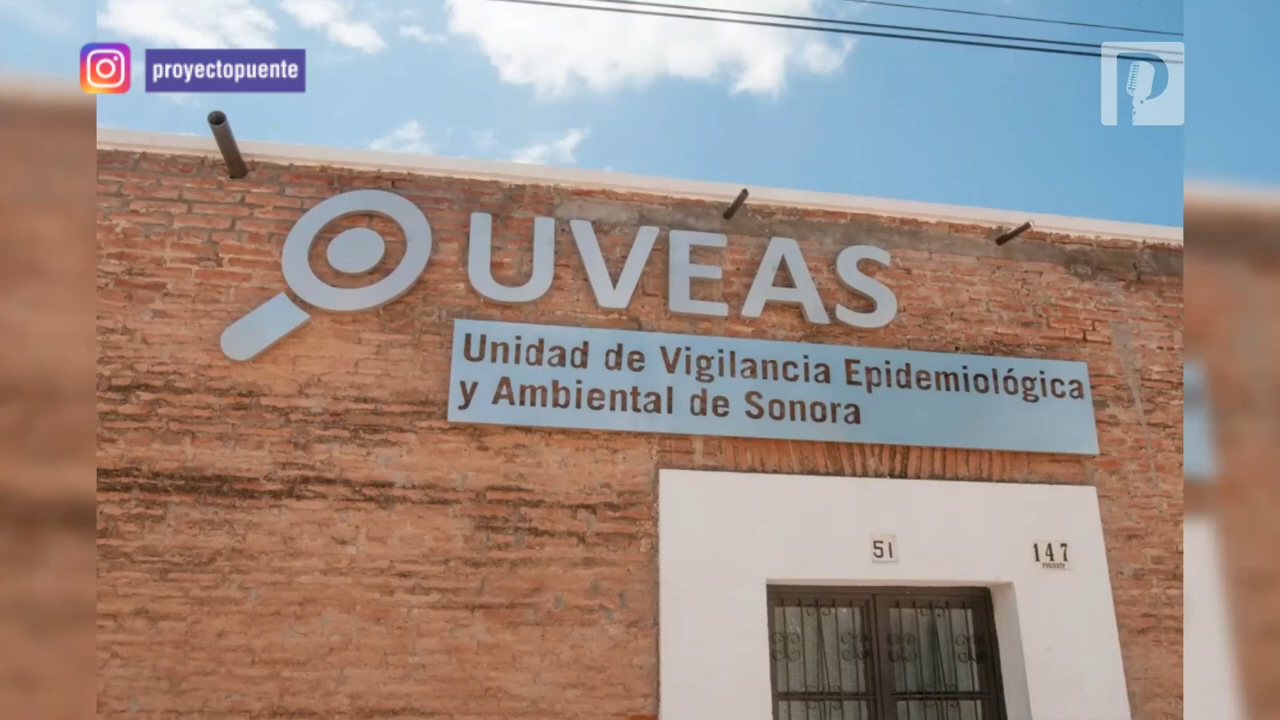 proyectopuente
UVEAS
Unidad de Vigilancia Epidemiológica
y Ambiental de Sonora
51
147